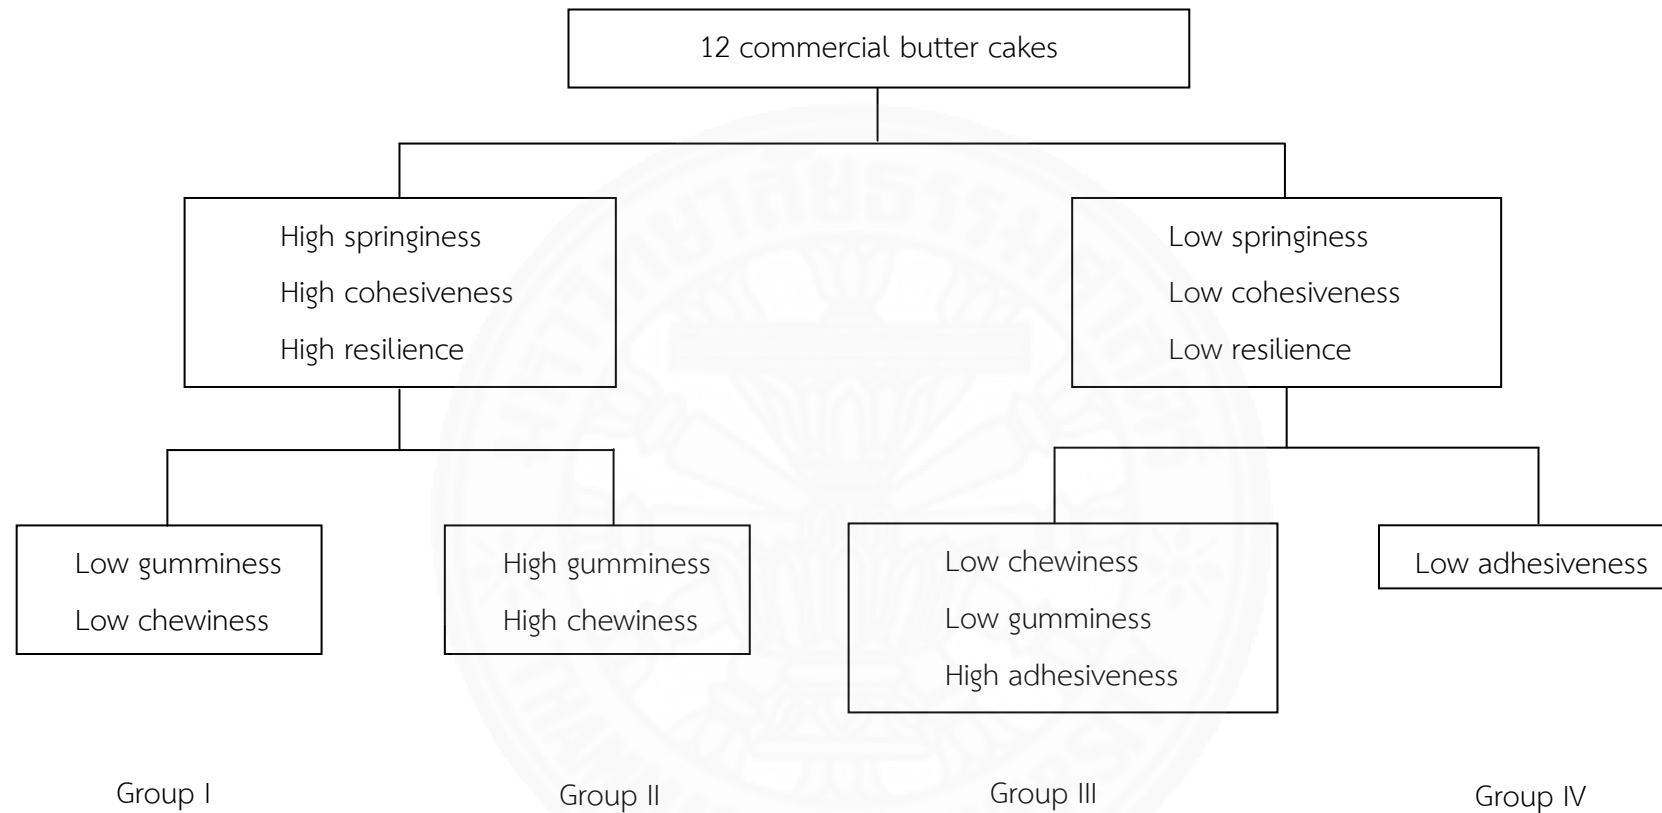 12 commercial butter cakes
High springiness
High cohesiveness
High resilience
Low springiness
Low cohesiveness
Low resilience
Low gumminess
Low chewiness
High gumminess
High chewiness
Low chewiness
Low gumminess
High adhesiveness
Low adhesiveness
Group I
Group II
Group III
Group IV